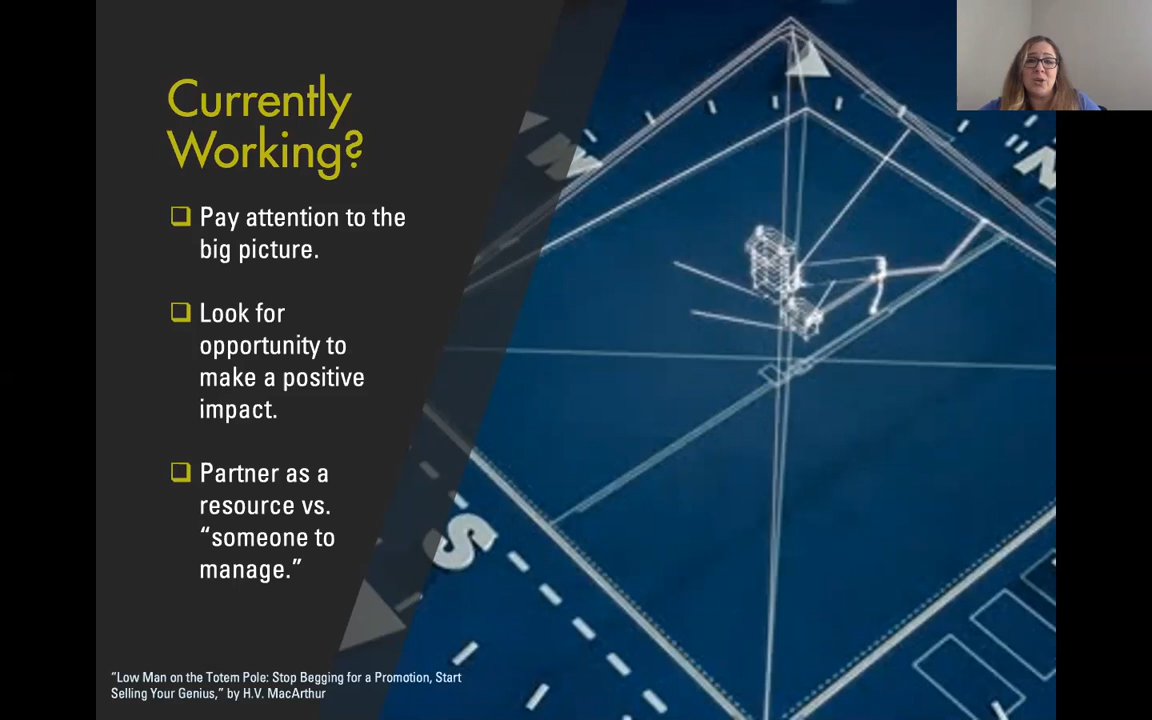 Currently
Working?
Pay attention to the
big picture.
Look for
opportunity to
make a positive
impact.
Partner as a
resource vs.
“someone to
manage.”
“Low Man on the Totem Pole: Stop Begging for a Promotion, Start
Selling Your Genius,” by H.V. MacArthur
W
N
S